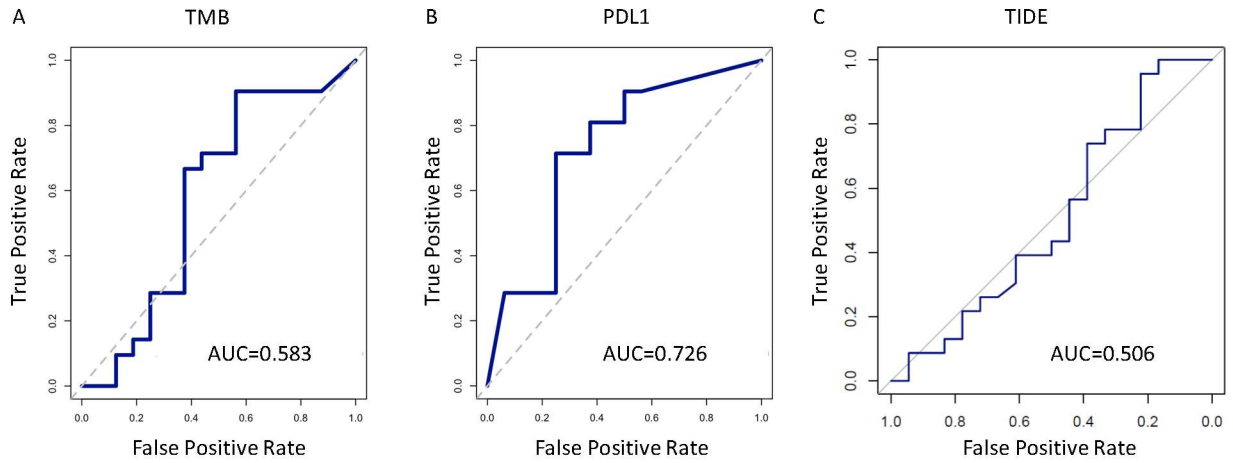 A
TMB
True Positive Rate
1.0
0.8
0.6
0.4
0.2
0.0
AUC=0.583
0.0 0.2 0.4 0.6 0.8 1.0
False Positive Rate
B
PDL1
True Positive Rate
1.0
0.8
0.6
0.4
0.2
0.0
AUC=0.726
0.0 0.2 0.4 0.6 0.8 1.0
False Positive Rate
C
TIDE
True Positive Rate
1.0
0.8
0.6
0.4
0.2
0.0
AUC=0.506
1.0 0.8 0.6 0.4 0.2 0.0
False Positive Rate